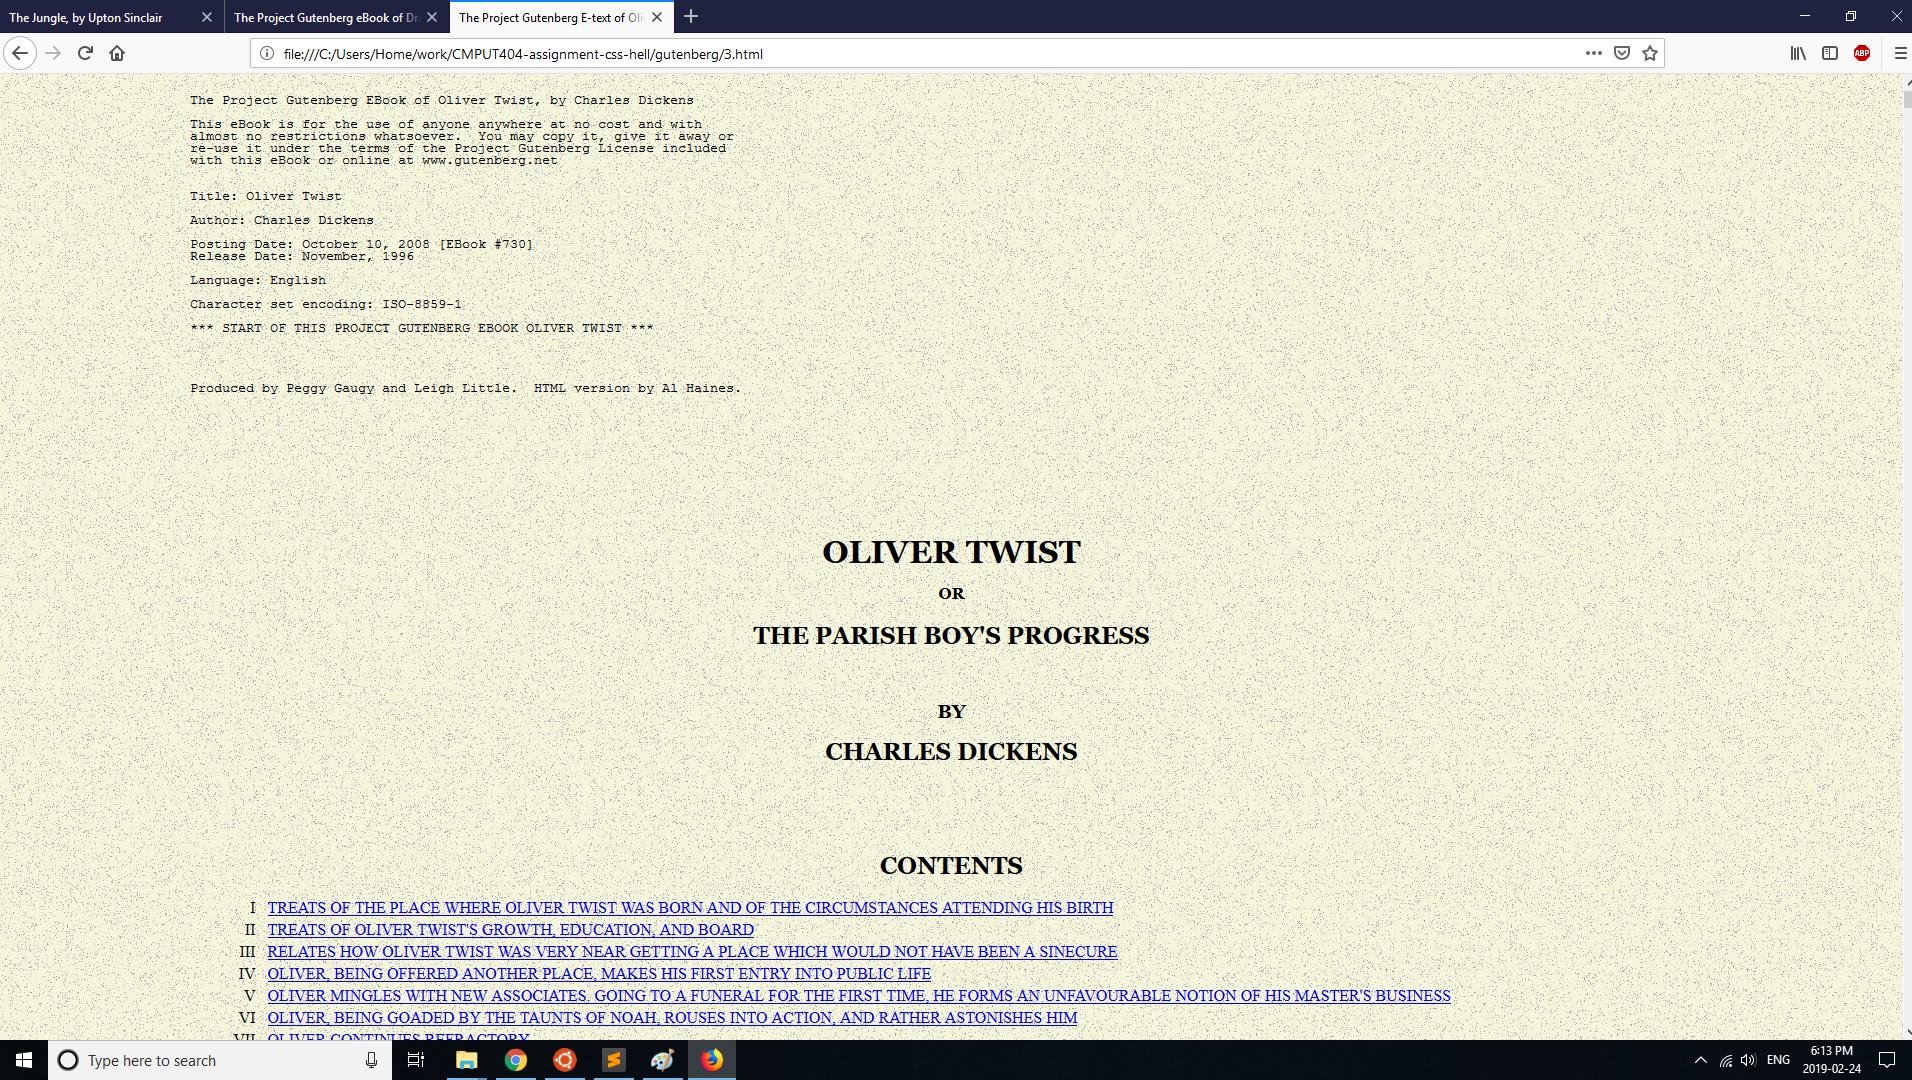 The Jungle, by Upton Sinclair
The Project Gutenberg eBook of Dr
The Project Gutenberg E-text of Oli
file:///C:/Users/Home/work/CMPUT404-assignment-css-hell/gutenberg/3.html
ABP
The Project Gutenberg EBook of Oliver Twist, by Charles Dickens
This eBook is for the use of anyone anywhere at no cost and with
almost no restrictions whatsoever.  You may copy it, give it away or
re-use it under the terms of the Project Gutenberg License included
with this eBook or online at www.gutenberg.net
Title: Oliver Twist
Author: Charles Dickens
Posting Date: October 10, 2008 [EBook #730]
Release Date: November, 1996
Language: English
Character set encoding: ISO-8859-1
*** START OF THIS PROJECT GUTENBERG EBOOK OLIVER TWIST ***
Produced by Peggy Gaugy and Leigh Little.  HTML version by Al Haines.
OLIVER TWIST
OR
THE PARISH BOY'S PROGRESS
BY
CHARLES DICKENS
CONTENTS
I TREATS OF THE PLACE WHERE OLIVER TWIST WAS BORN AND OF THE CIRCUMSTANCES ATTENDING HIS BIRTH
II TREATS OF OLIVER TWIST'S GROWTH, EDUCATION, AND BOARD
III RELATES HOW OLIVER TWIST WAS VERY NEAR GETTING A PLACE WHICH WOULD NOT HAVE BEEN A SINECURE
IV OLIVER, BEING OFFERED ANOTHER PLACE, MAKES HIS FIRST ENTRY INTO PUBLIC LIFE
V OLIVER MINGLES WITH NEW ASSOCIATES. GOING TO A FUNERAL FOR THE FIRST TIME, HE FORMS AN UNFAVOURABLE NOTION OF HIS MASTER'S BUSINESS
VI OLIVER, BEING GOADED BY THE TAUNTS OF NOAH, ROUSES INTO ACTION, AND RATHER ASTONISHES HIM
VII OLIVER CONTINUES REFRACTORY
Type here to search
ENG
6:13 PM
2019-02-24